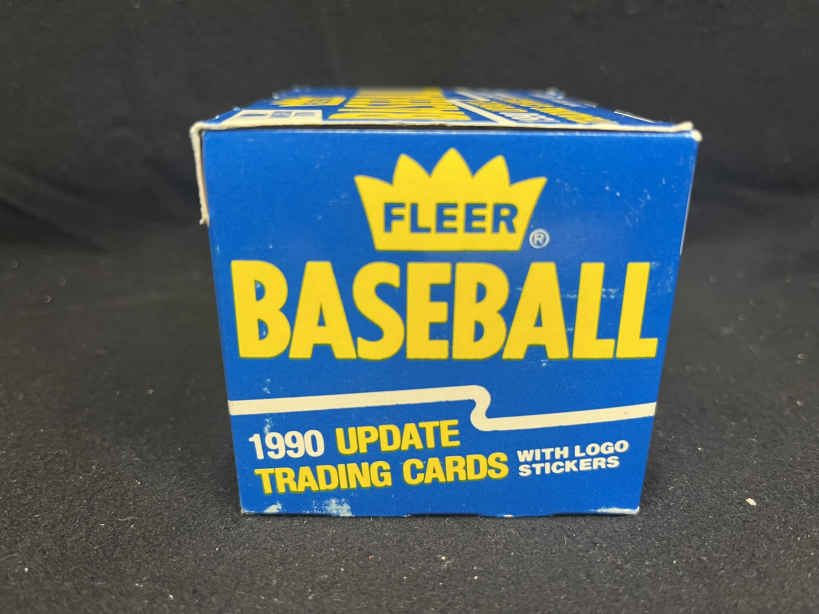 FLEER ®
BASEBALL
1990 UPDATE
TRADING CARDS
WITH LOGO
STICKERS